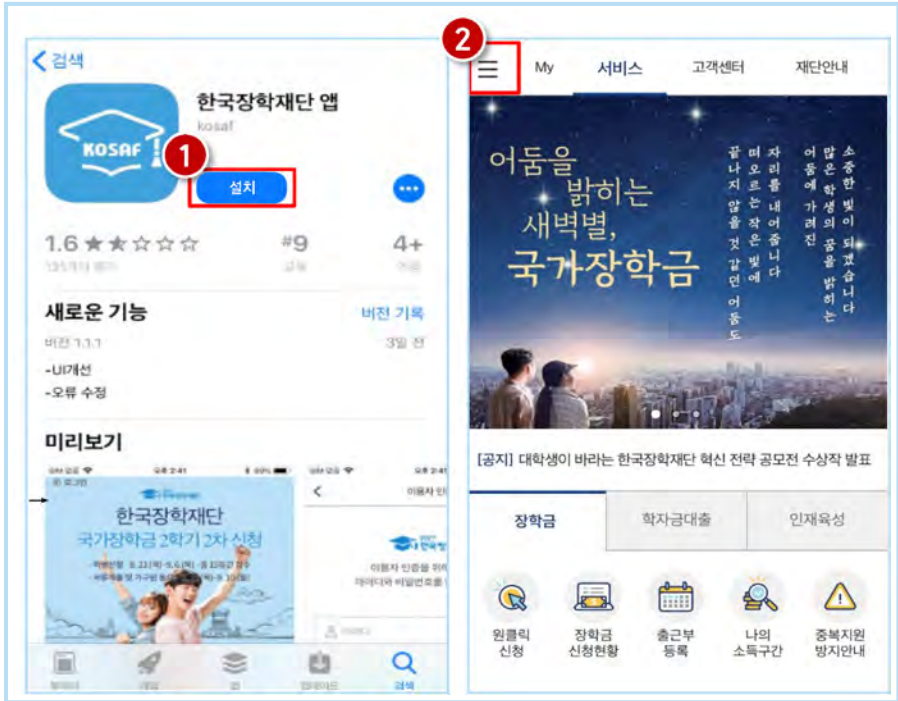 1
검색
KOSAF
한국장학재단 앱
kosaf
설치
1.6 ★★☆☆☆
#9
4+
새로운 기능
버전 기록
버전 1.1.1
3일 전
-UI개선
-오류 수정
미리보기
오후 2:41
한국장학재단
국가장학금 2학기 2차 신청
검색
2
My
서비스
고객센터
재단안내
어둠을
밝히는
새벽별,
국가장학금
소중한 빛이 되겠습니다
많은 학생의 꿈을 밝히는
어둠에 가려진
자리를 내어줍니다
떠오르는 작은 빛에
끝나지 않을 것 같던 어둠도
[공지] 대학생이 바라는 한국장학재단 혁신 전략 공모전 수상작 발표
장학금
학자금대출
인재육성
원클릭
신청
장학금
신청현황
출근부
등록
나의
소득구간
중복지원
방지안내